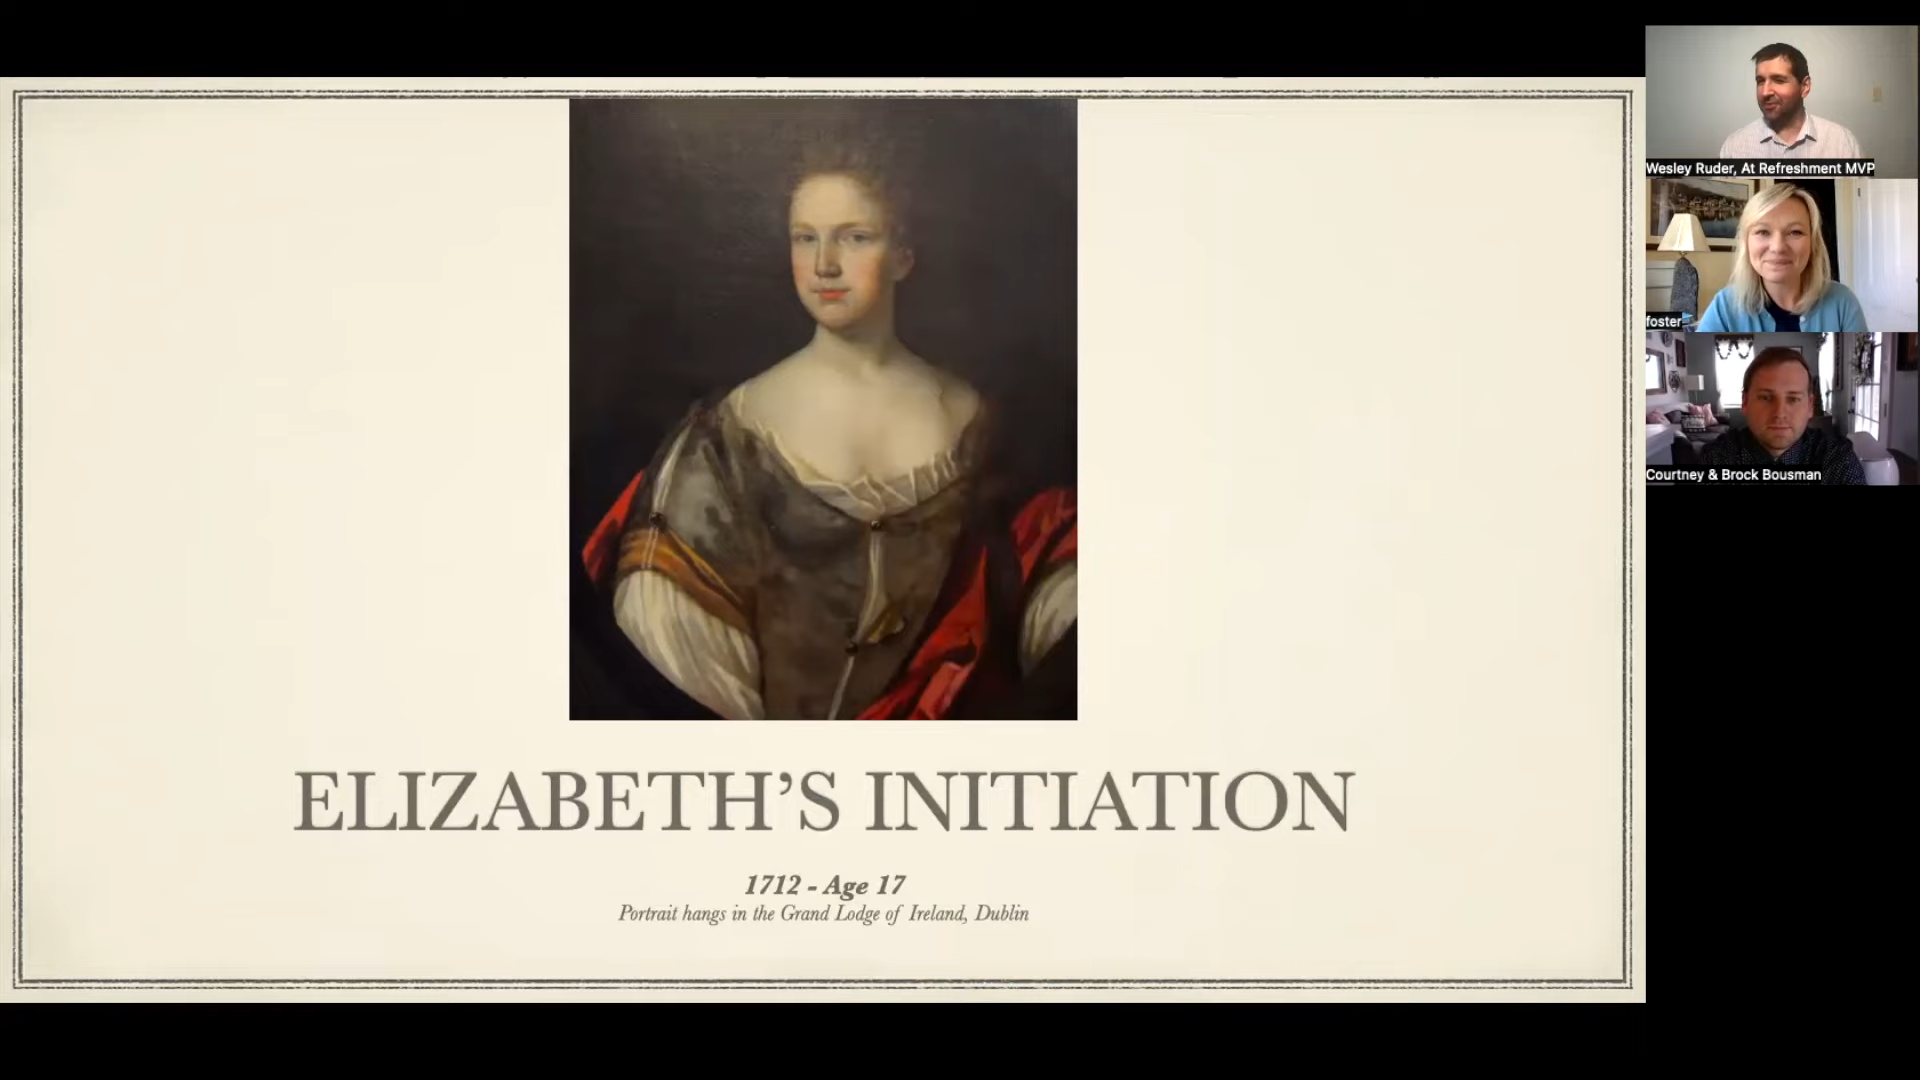 ELIZABETH’S INITIATION
1712 - Age 17
Portrait hangs in the Grand Lodge of Ireland, Dublin
Wesley Ruder, At Refreshment MVP
foster
Courtney & Brock Bousman